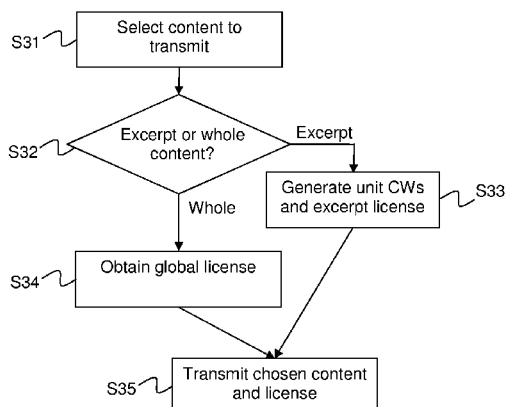 Select content to
transmit
S31
Excerpt or whole
content?
S32
Excerpt
Generate unit CWs
and excerpt license
S33
Whole
Obtain global license
S34
Transmit chosen content
and license
S35